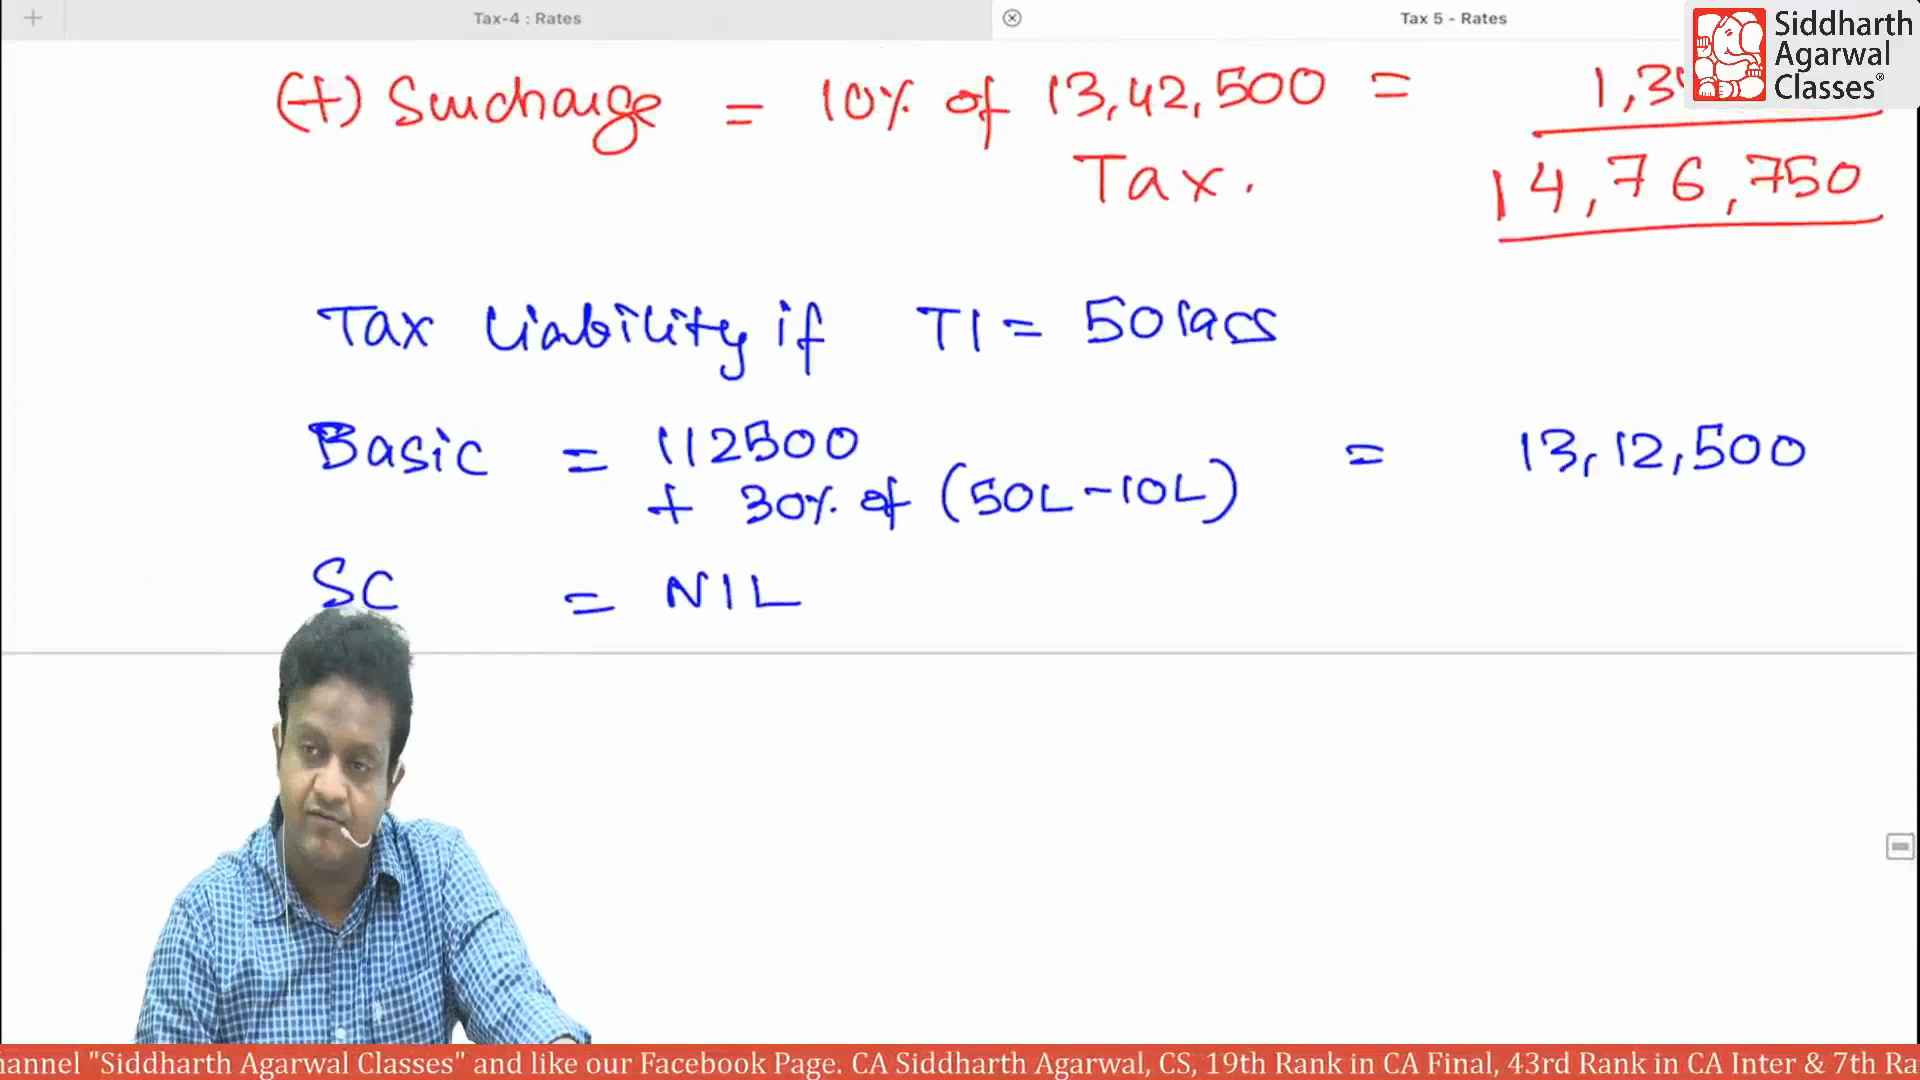 Tax-4 : Rates
Tax 5 - Rates
Siddharth
Agarwal
Classes®
(+) Surcharge = 10% of 13,42,500 =
Tax.
14,76,750
Tax liability if TI = 50 lacs
Basic = 112500 = 13,12,500
+ 30% of (50L-10L)
SC = NIL
hannel "Siddharth Agarwal Classes" and like our Facebook Page. CA Siddharth Agarwal, CS, 19th Rank in CA Final, 43rd Rank in CA Inter & 7th Ra